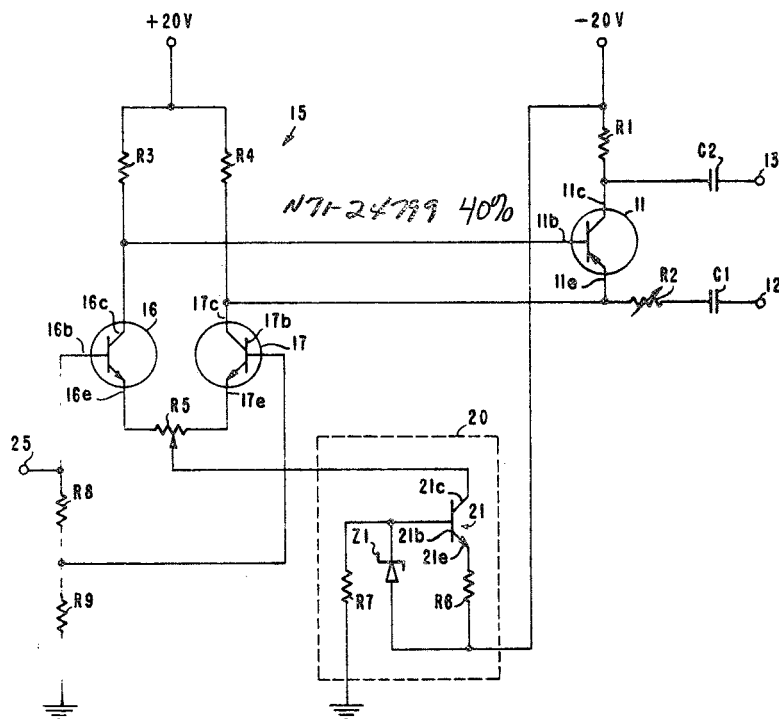 +20V
-20V
15
R3
R4
R1
C2
13
N71-24799 40%
11c
11
11b
11e
R2
C1
12
16c
16
17c
17b
17
16b
16e
R5
17e
25
20
R8
21c
21
Z1
21b
21e
R7
R6
R9